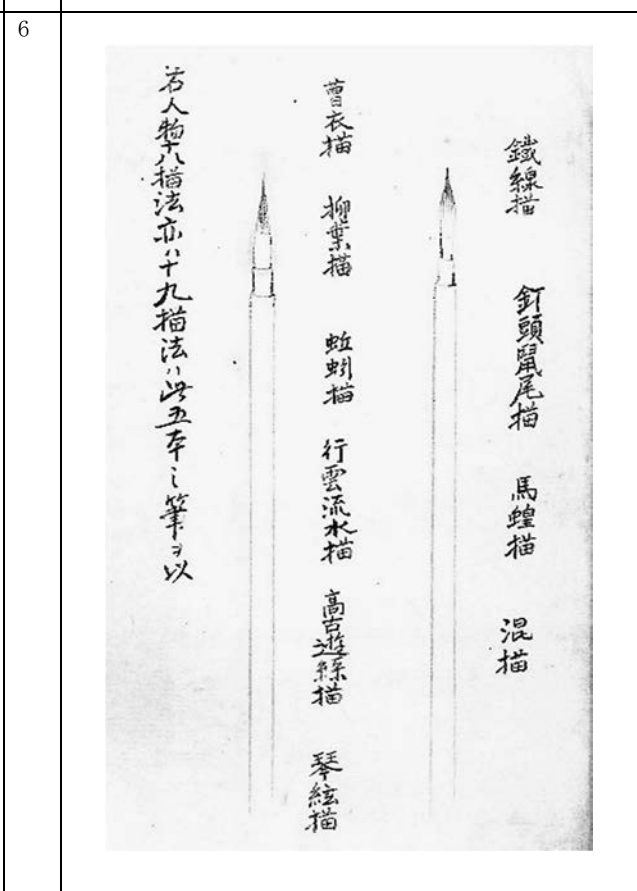 6
鐵線描 釘頭鼠尾描 馬蝗描 混描
曹衣描 柳葉描 蚯蚓描 行雲流水描 高古遊絲描 琴絃描
右人物十八描法亦ハ十九描法ハ此五本之筆ヲ以